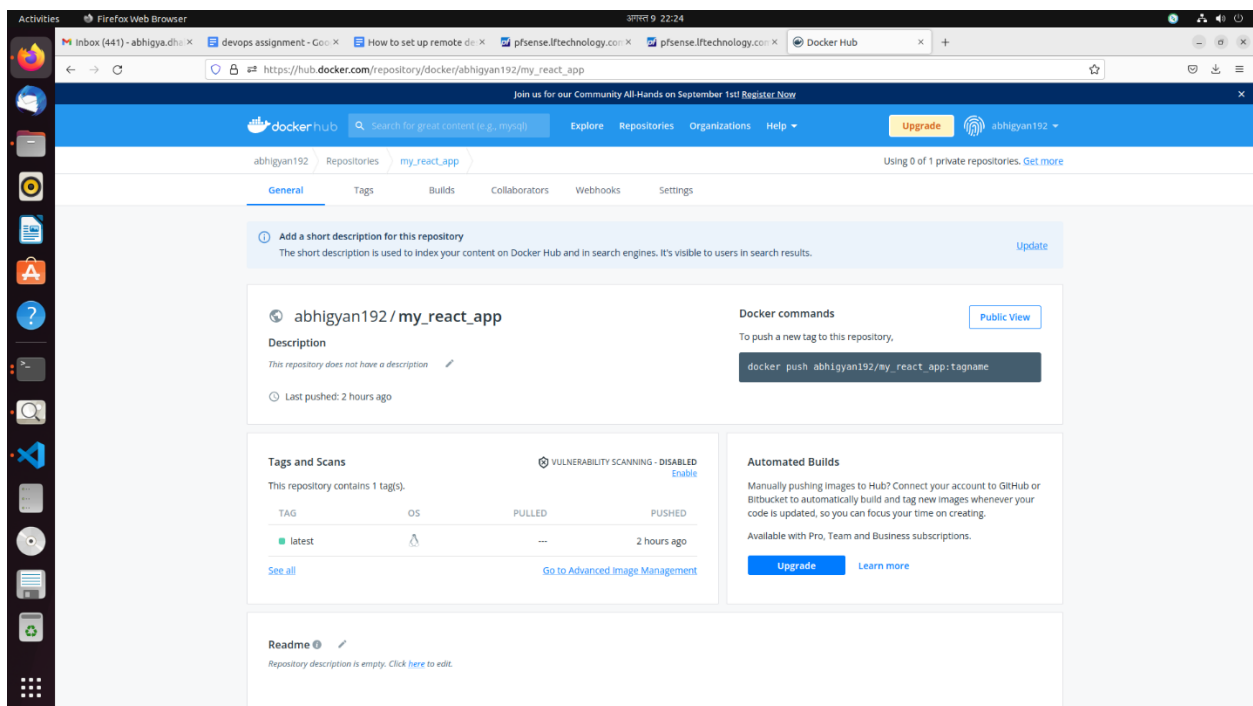 Activities
Firefox Web Browser
अगस्त 9 22:24
Inbox (441) - abhigya.dha
devops assignment - Goo
How to set up remote de
pfsense.lftechnology.con
pfsense.lftechnology.con
Docker Hub
https://hub.docker.com/repository/docker/abhigyan192/my_react_app
Join us for our Community All-Hands on September 1st! Register Now
dockerhub
Search for great content (e.g., mysql)
Explore
Repositories
Organizations
Help
Upgrade
abhigyan192
abhigyan192
Repositories
my_react_app
Using 0 of 1 private repositories. Get more
General
Tags
Builds
Collaborators
Webhooks
Settings
Add a short description for this repository
The short description is used to index your content on Docker Hub and in search engines. It's visible to users in search results.
Update
abhigyan192 / my_react_app
Description
This repository does not have a description
Last pushed: 2 hours ago
Docker commands
Public View
To push a new tag to this repository,
docker push abhigyan192/my_react_app:tagname
Tags and Scans
VULNERABILITY SCANNING - DISABLED
Enable
This repository contains 1 tag(s).
TAG
OS
PULLED
PUSHED
latest
---
2 hours ago
See all
Go to Advanced Image Management
Automated Builds
Manually pushing images to Hub? Connect your account to GitHub or
Bitbucket to automatically build and tag new images whenever your
code is updated, so you can focus your time on creating.
Available with Pro, Team and Business subscriptions.
Upgrade
Learn more
Readme
Repository description is empty. Click here to edit.